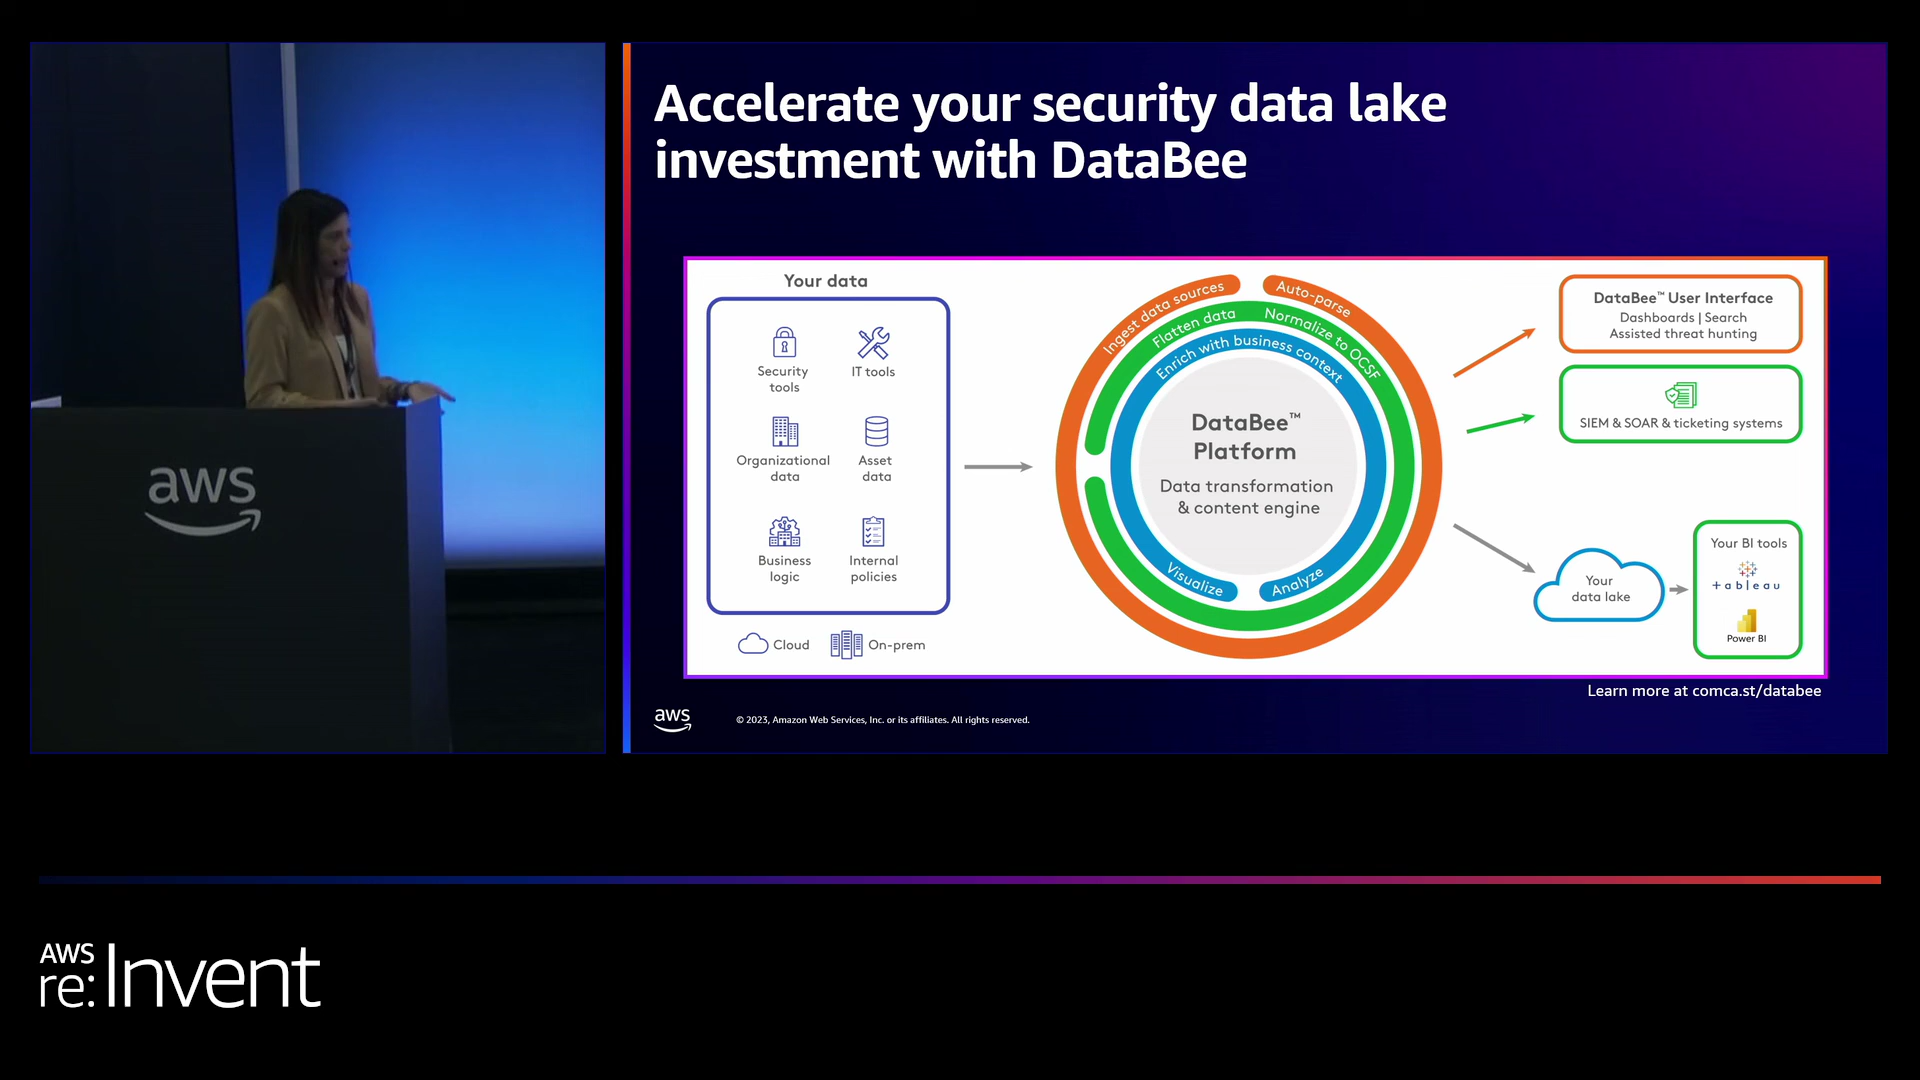 aws
Accelerate your security data lake
investment with DataBee
Your data
Security
tools
IT tools
Organizational
data
Asset
data
Business
logic
Internal
policies
Cloud
On-prem
Ingest data sources
Auto-parse
Flatten data
Normalize to OCSF
Enrich with business context
DataBee™
Platform
Data transformation
& content engine
Visualize
Analyze
DataBee™ User Interface
Dashboards | Search
Assisted threat hunting
SIEM & SOAR & ticketing systems
Your
data lake
Your BI tools
+ableau
Power BI
Learn more at comca.st/databee
aws
© 2023, Amazon Web Services, Inc. or its affiliates. All rights reserved.
AWS
re:Invent